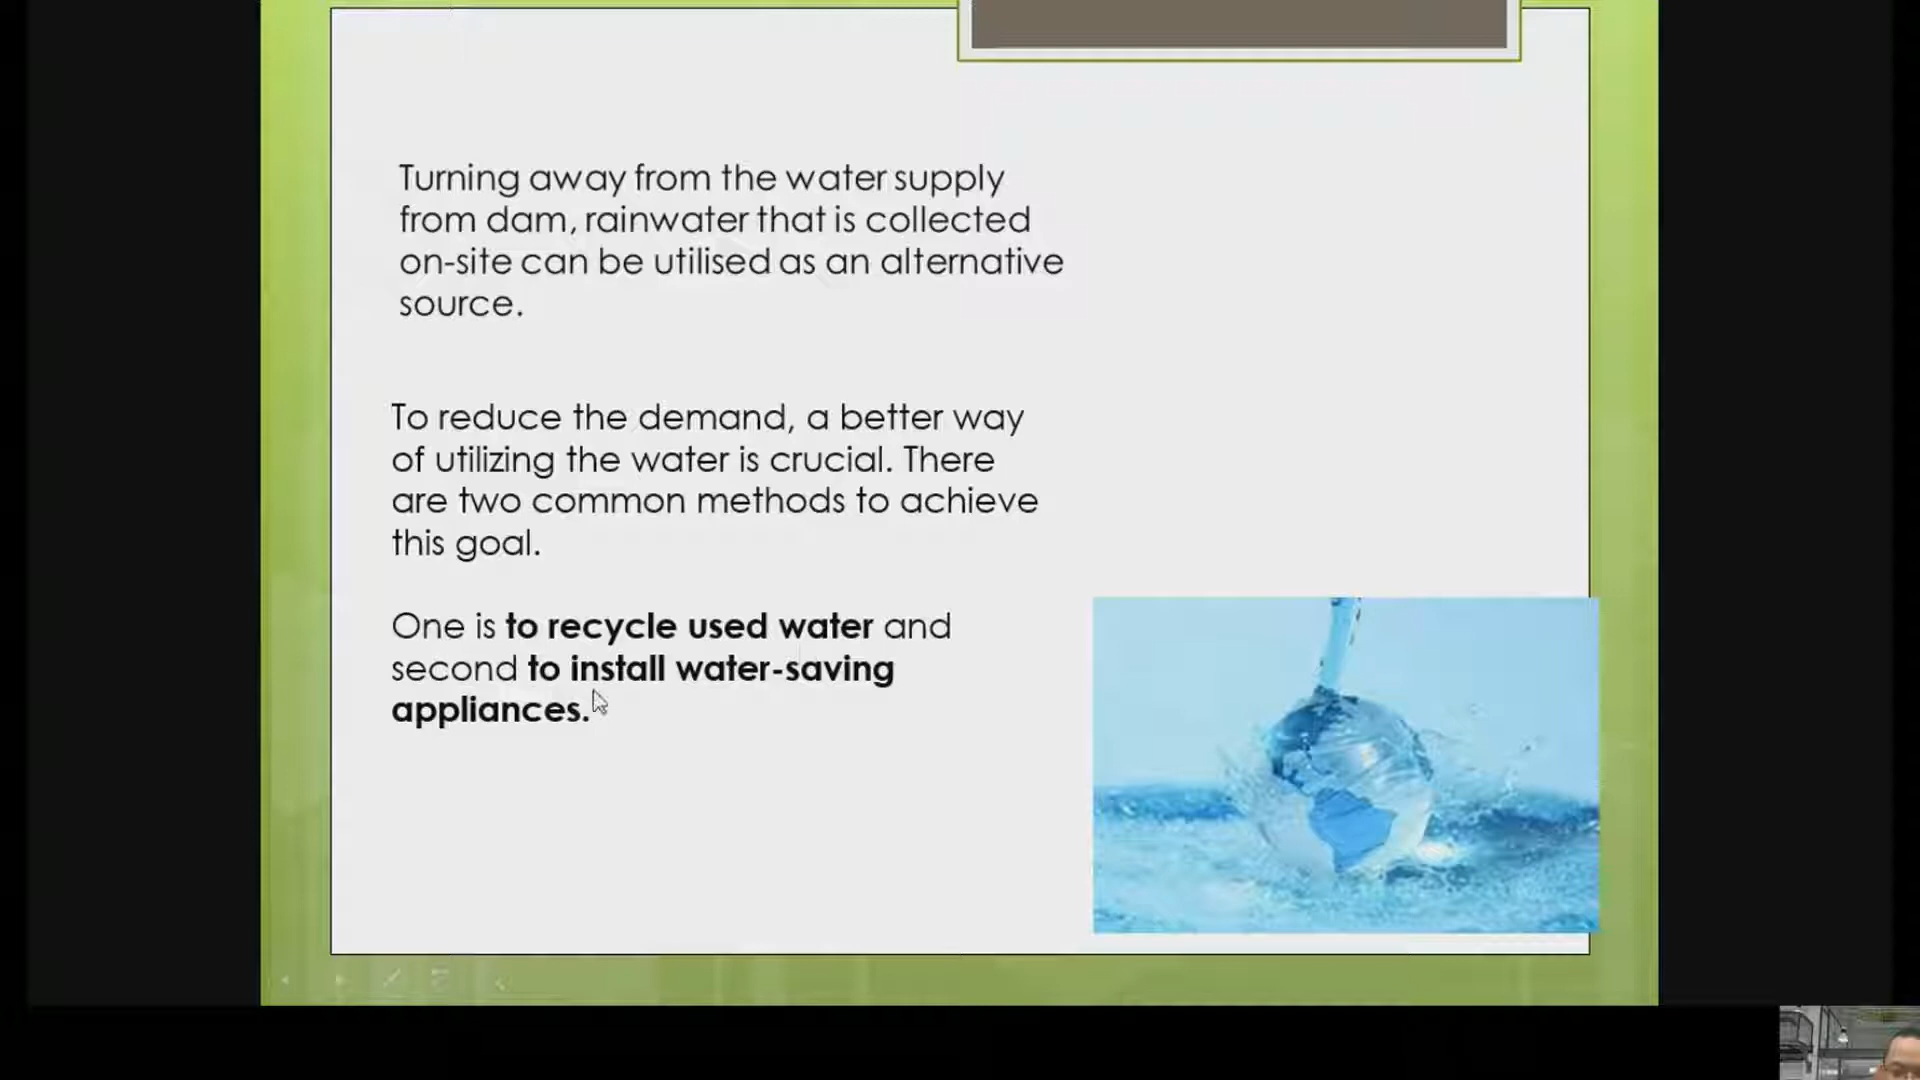 Turning away from the water supply
from dam, rainwater that is collected
on-site can be utilised as an alternative
source.
To reduce the demand, a better way
of utilizing the water is crucial. There
are two common methods to achieve
this goal.
One is to recycle used water and
second to install water-saving
appliances.